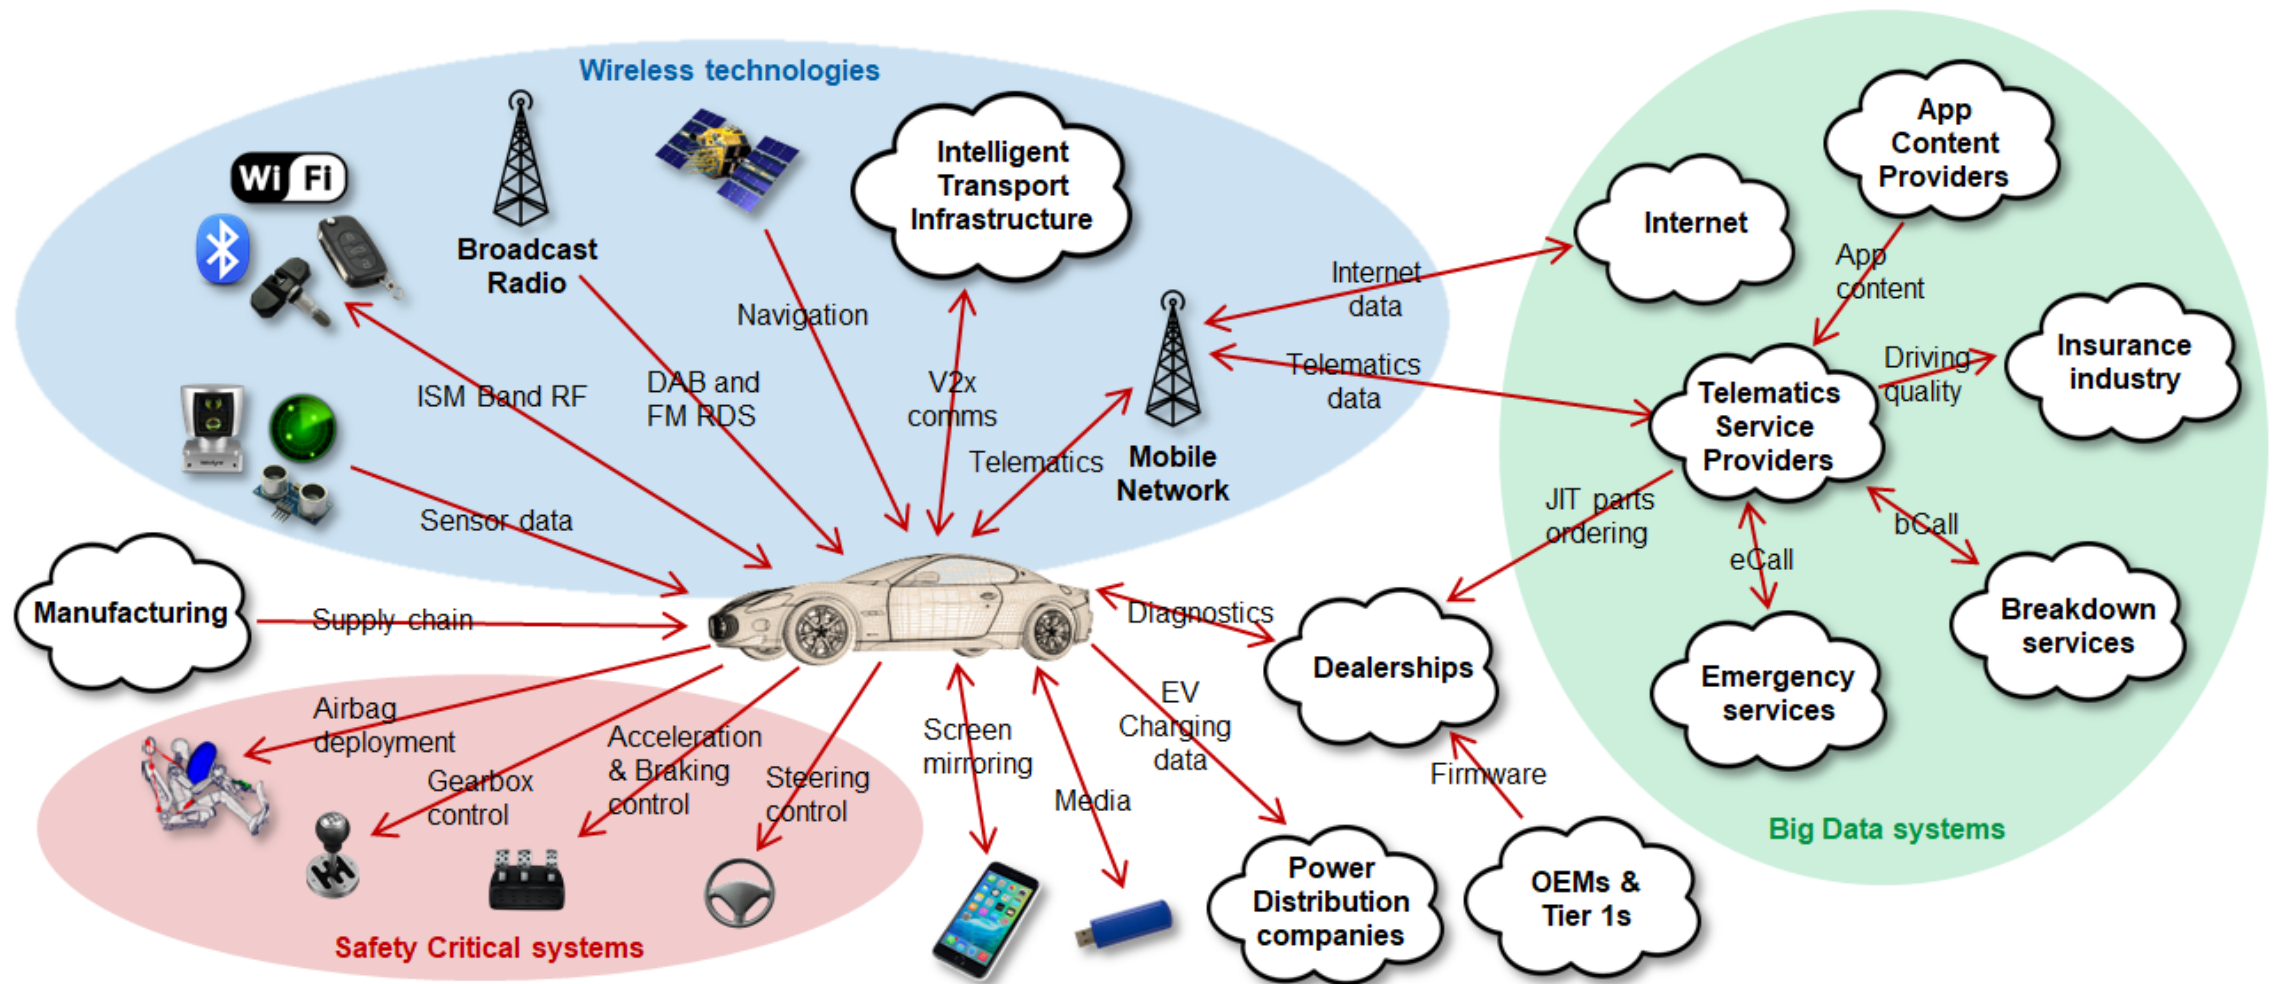 Wireless technologies
Wi Fi
Broadcast
Radio
Intelligent
Transport
Infrastructure
Navigation
ISM Band RF
DAB and
FM RDS
V2x
comms
Telematics
Mobile
Network
Sensor data
Internet
data
Telematics
data
App
Content
Providers
Internet
App
content
Insurance
industry
Driving
quality
Telematics
Service
Providers
JIT parts
ordering
eCall
bCall
Emergency
services
Breakdown
services
Big Data systems
Manufacturing
Supply chain
Diagnostics
Dealerships
Airbag
deployment
Gearbox
control
Acceleration
& Braking
control
Steering
control
Safety Critical systems
Screen
mirroring
Media
EV
Charging
data
Firmware
Power
Distribution
companies
OEMs &
Tier 1s